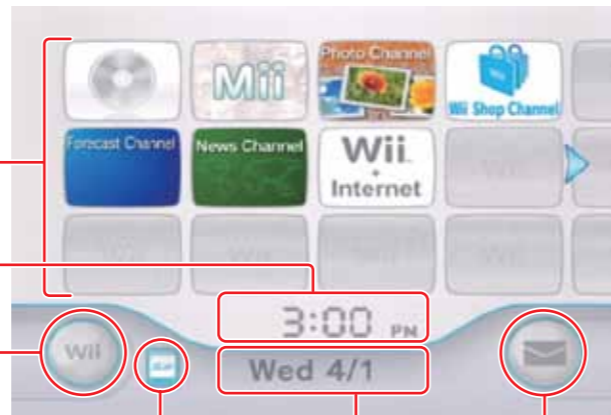 Mii
Photo Channel
Wii Shop Channel
Forecast Channel
News Channel
Wii
+
Internet
3:00 PM
Wii
Wed 4/1